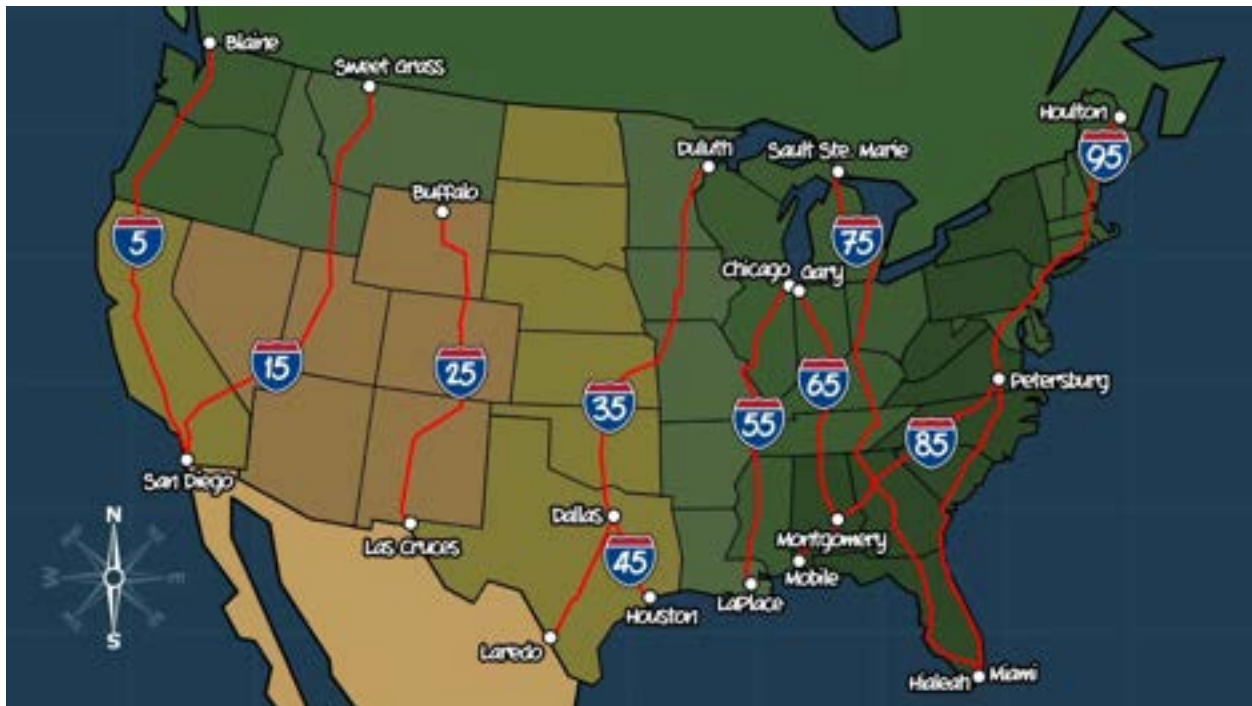 Blaine
Sweet Grass
Houlton
Duluth
Sault Ste. Marie
95
Buffalo
5
75
Chicago
Gary
15
25
65
Petersburg
35
55
85
San Diego
Dallas
N
Las Cruces
Montgomery
45
Mobile
W
E
Houston
LaPlace
S
Laredo
Hialeah
Miami